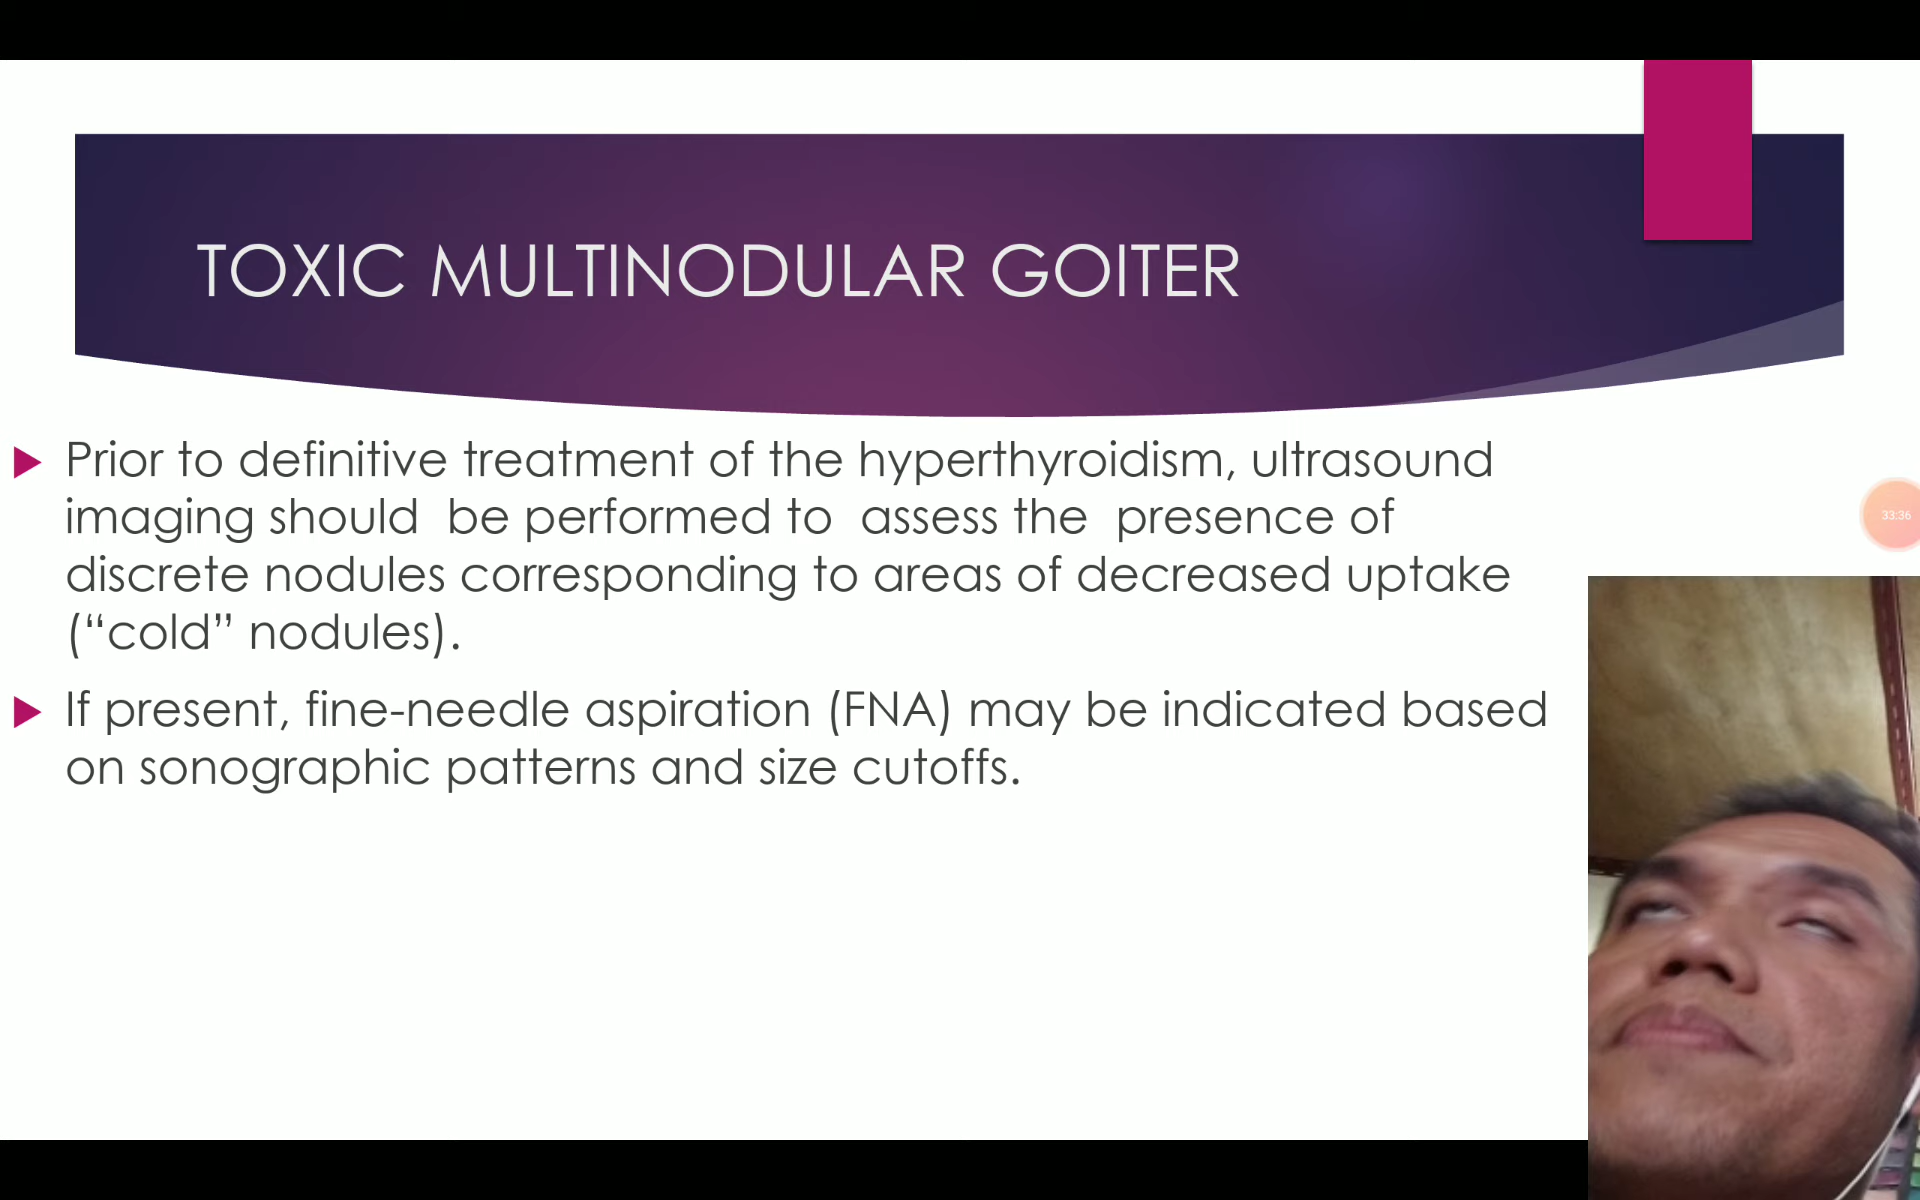 TOXIC MULTINODULAR GOITER
Prior to definitive treatment of the hyperthyroidism, ultrasound
imaging should  be performed to  assess the  presence of
discrete nodules corresponding to areas of decreased uptake
(“cold” nodules).
If present, fine-needle aspiration (FNA) may be indicated based
on sonographic patterns and size cutoffs.
33:36